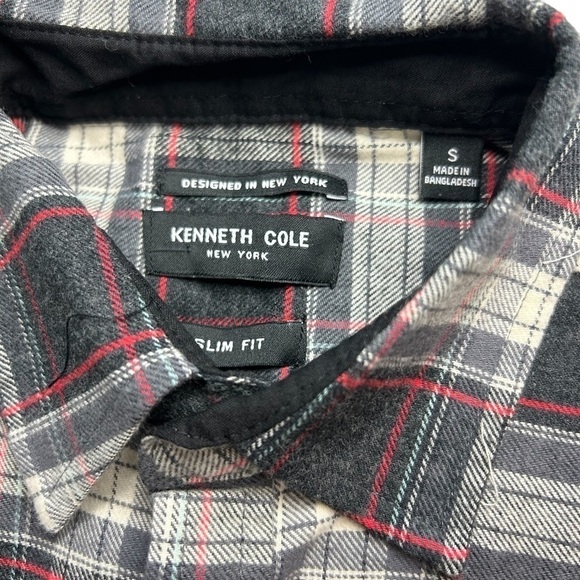 DESIGNED IN NEW YORK
KENNETH COLE
NEW YORK
SLIM FIT
S
MADE IN
BANGLADESH